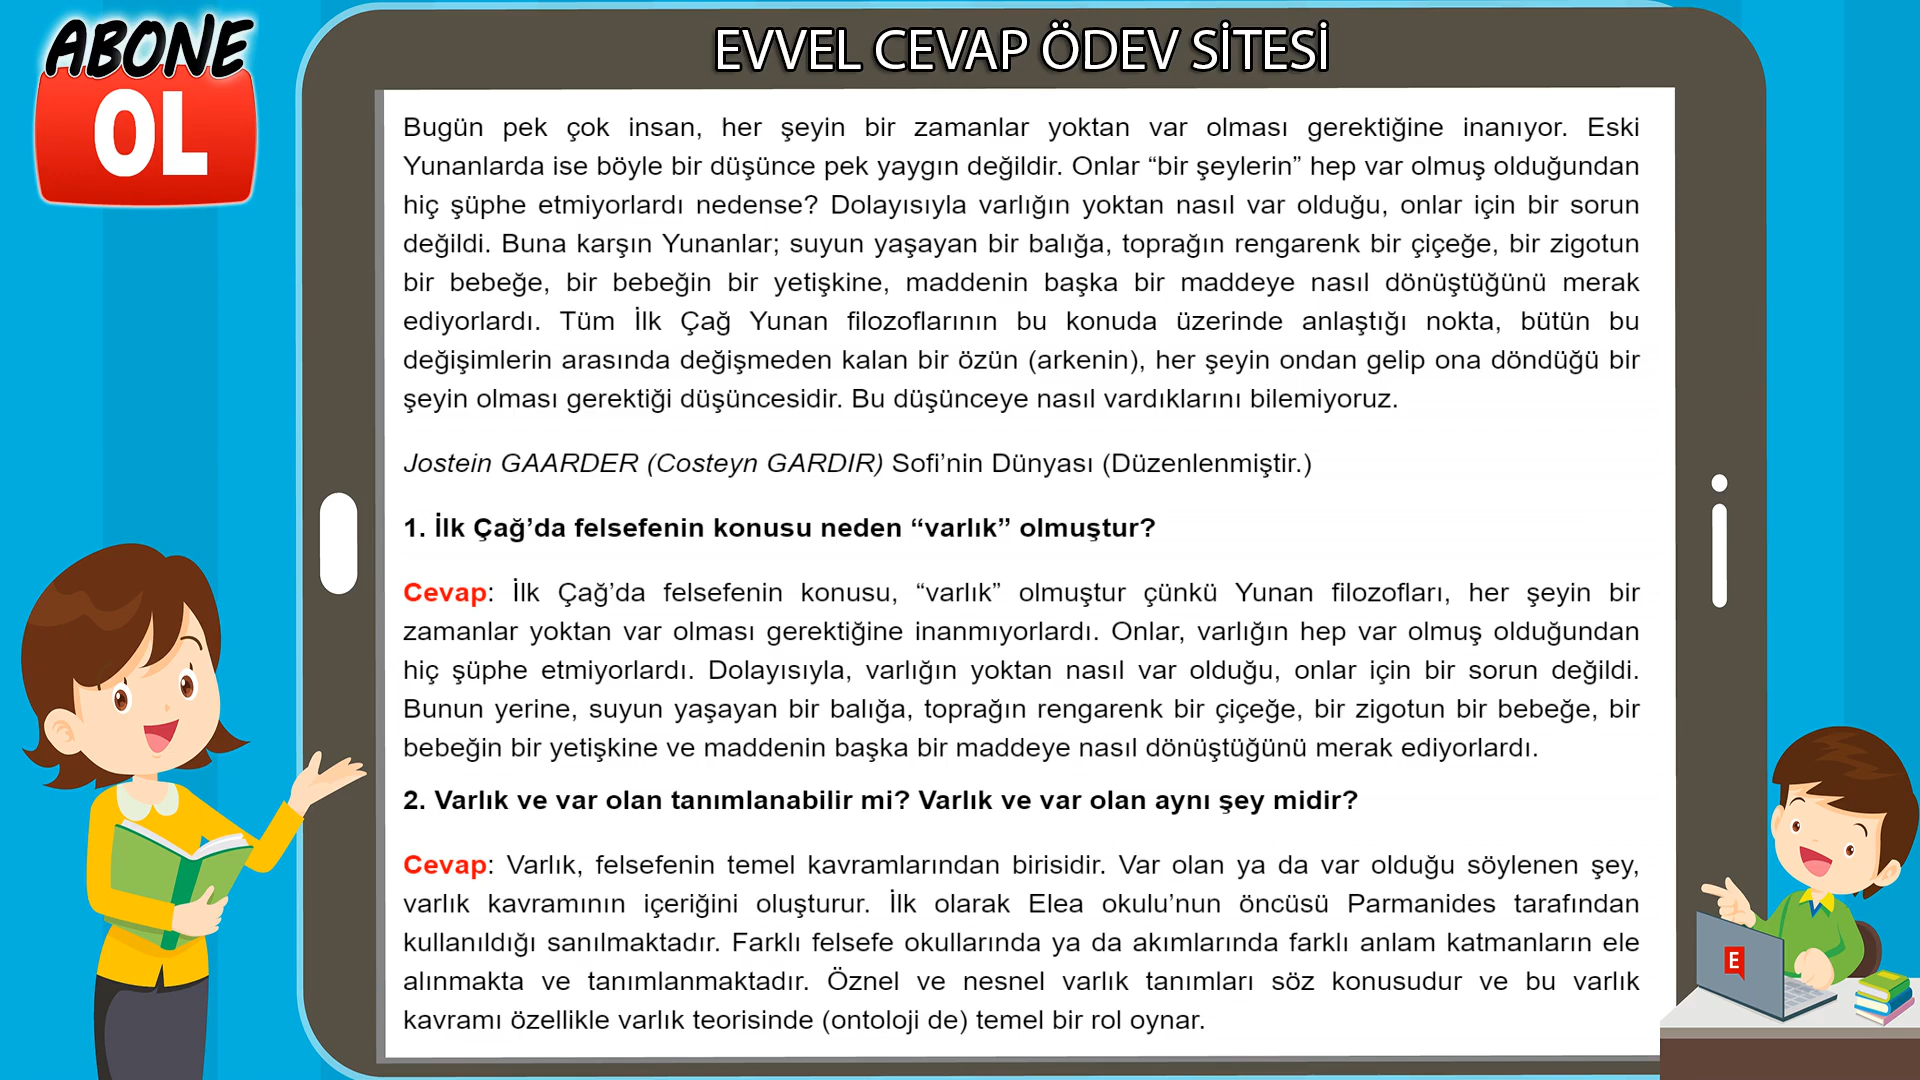 ABONE
OL
EVVEL CEVAP ÖDEV SİTESİ
Bugün pek çok insan, her şeyin bir zamanlar yoktan var olması gerektiğine inanıyor. Eski
Yunanlarda ise böyle bir düşünce pek yaygın değildir. Onlar “bir şeylerin” hep var olmuş olduğundan
hiç şüphe etmiyorlardı nedense? Dolayısıyla varlığın yoktan nasıl var olduğu, onlar için bir sorun
değildi. Buna karşın Yunanlar; suyun yaşayan bir balığa, toprağın rengarenk bir çiçeğe, bir zigotun
bir bebeğe, bir bebeğin bir yetişkine, maddenin başka bir maddeye nasıl dönüştüğünü merak
ediyorlardı. Tüm İlk Çağ Yunan filozoflarının bu konuda üzerinde anlaştığı nokta, bütün bu
değişimlerin arasında değişmeden kalan bir özün (arkenin), her şeyin ondan gelip ona döndüğü bir
şeyin olması gerektiği düşüncesidir. Bu düşünceye nasıl vardıklarını bilemiyoruz.
Jostein GAARDER (Costeyn GARDIR) Sofi’nin Dünyası (Düzenlenmiştir.)
1. İlk Çağ’da felsefenin konusu neden “varlık” olmuştur?
Cevap: İlk Çağ’da felsefenin konusu, “varlık” olmuştur çünkü Yunan filozofları, her şeyin bir
zamanlar yoktan var olması gerektiğine inanmıyorlardı. Onlar, varlığın hep var olmuş olduğundan
hiç şüphe etmiyorlardı. Dolayısıyla, varlığın yoktan nasıl var olduğu, onlar için bir sorun değildi.
Bunun yerine, suyun yaşayan bir balığa, toprağın rengarenk bir çiçeğe, bir zigotun bir bebeğe, bir
bebeğin bir yetişkine ve maddenin başka bir maddeye nasıl dönüştüğünü merak ediyorlardı.
2. Varlık ve var olan tanımlanabilir mi? Varlık ve var olan aynı şey midir?
Cevap: Varlık, felsefenin temel kavramlarından birisidir. Var olan ya da var olduğu söylenen şey,
varlık kavramının içeriğini oluşturur. İlk olarak Elea okulu’nun öncüsü Parmanides tarafından
kullanıldığı sanılmaktadır. Farklı felsefe okullarında ya da akımlarında farklı anlam katmanların ele
alınmakta ve tanımlanmaktadır. Öznel ve nesnel varlık tanımları söz konusudur ve bu varlık
kavramı özellikle varlık teorisinde (ontoloji de) temel bir rol oynar.
E